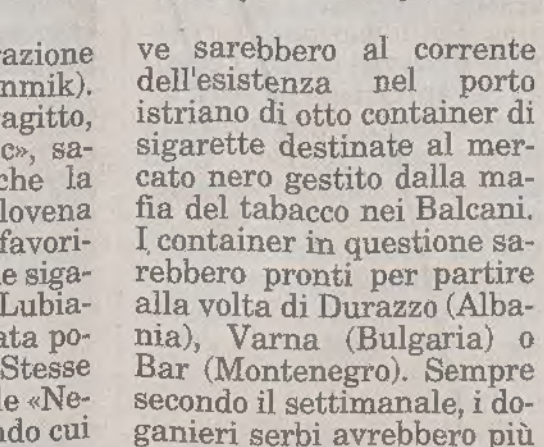 razione
nmik).
agitto,
c», sa-
che la
lovena
favori-
e siga-
Lubia-
ata po-
Stesse
le «Ne-
ndo cui
ve sarebbero al corrente
dell'esistenza nel porto
istriano di otto container di
sigarette destinate al mer-
cato nero gestito dalla ma-
fia del tabacco nei Balcani.
I container in questione sa-
rebbero pronti per partire
alla volta di Durazzo (Alba-
nia), Varna (Bulgaria) o
Bar (Montenegro). Sempre
secondo il settimanale, i do-
ganieri serbi avrebbero più